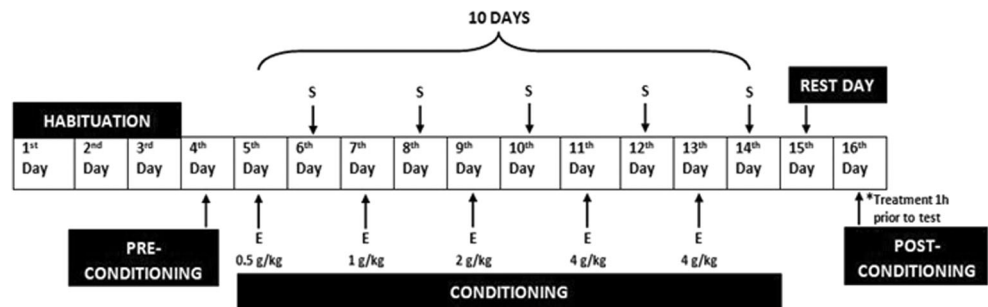 10 DAYS
S S S S S
REST DAY
HABITUATION
1st 2nd 3rd 4th 5th 6th 7th 8th 9th 10th 11th 12th 13th 14th 15th 16th
Day Day Day Day Day Day Day Day Day Day Day Day Day Day Day Day
*Treatment 1h
prior to test
E E E E E
0.5 g/kg 1 g/kg 2 g/kg 4 g/kg 4 g/kg
PRE-
CONDITIONING
CONDITIONING
POST-
CONDITIONING